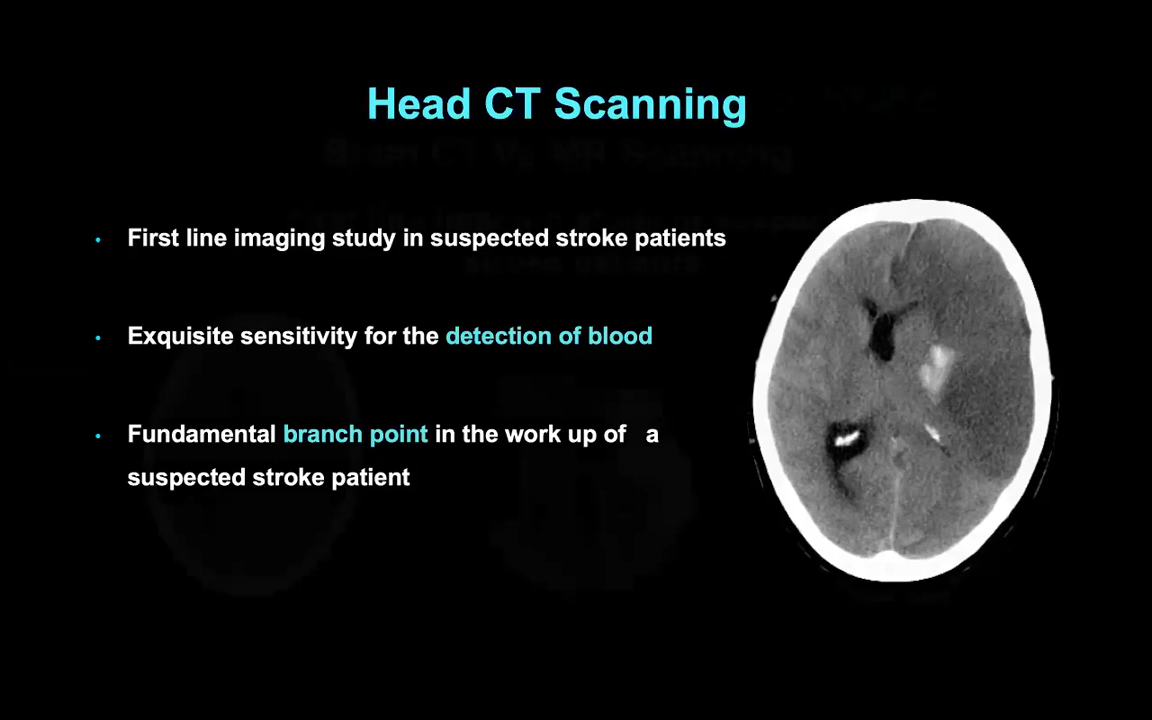 Head CT Scanning
• First line imaging study in suspected stroke patients
• Exquisite sensitivity for the detection of blood
• Fundamental branch point in the work up of a
suspected stroke patient